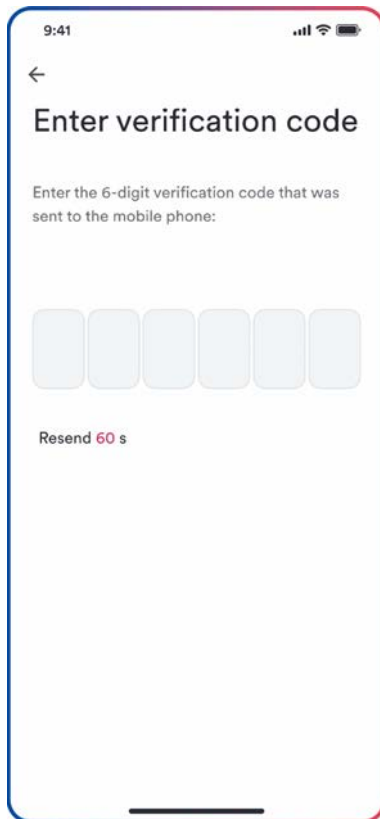 9:41
Enter verification code
Enter the 6-digit verification code that was
sent to the mobile phone:
Resend 60 s